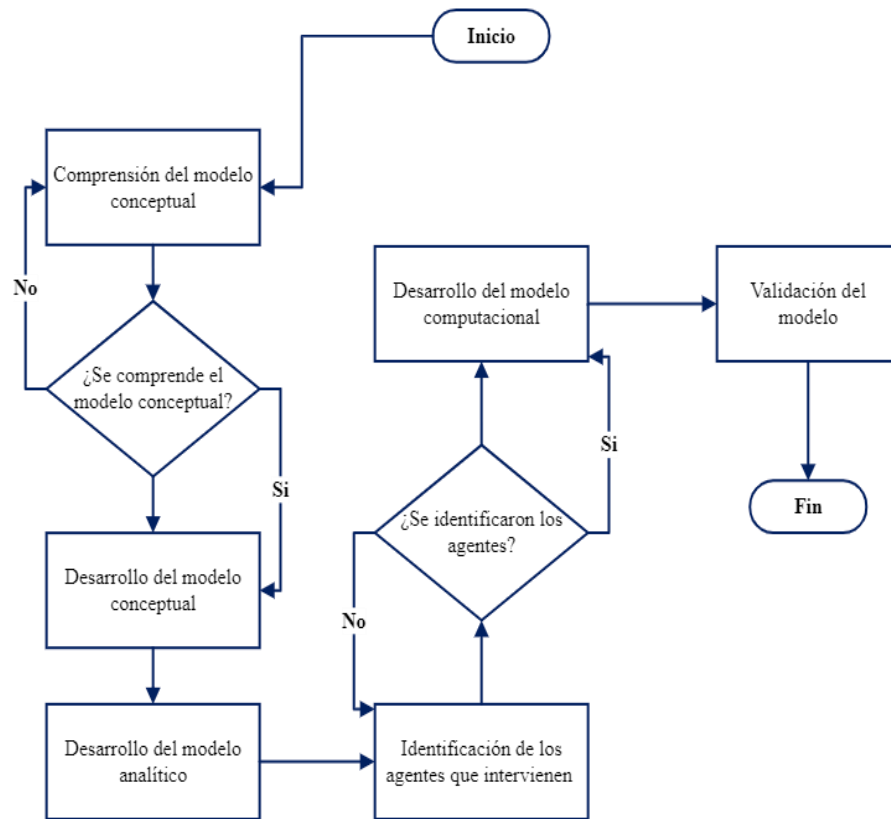 Inicio
Comprensión del modelo
conceptual
No
¿Se comprende el
modelo conceptual?
Si
Desarrollo del modelo
conceptual
Desarrollo del modelo
analítico
Identificación de los
agentes que intervienen
No
¿Se identificaron los
agentes?
Si
Desarrollo del modelo
computacional
Validación del
modelo
Fin